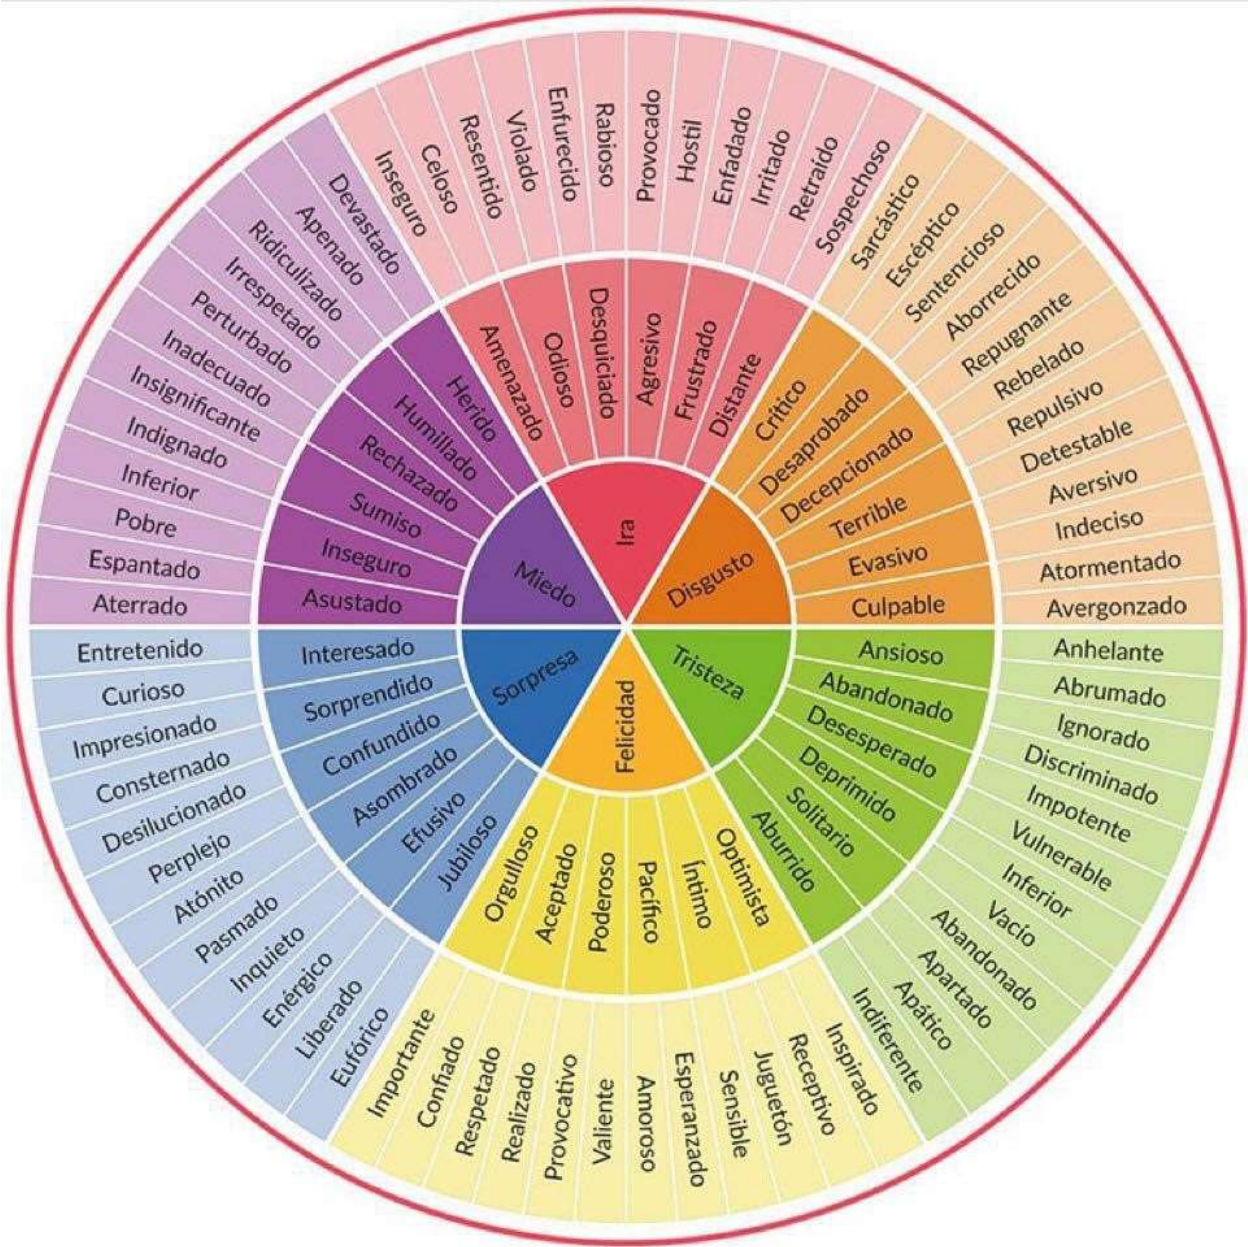 Ira
Disgusto
Tristeza
Felicidad
Sorpresa
Miedo
Amenazado
Odioso
Desquiciado
Agresivo
Frustrado
Distante
Crítico
Desaprobado
Decepcionado
Terrible
Evasivo
Culpable
Ansioso
Abandonado
Desesperado
Deprimido
Solitario
Aburrido
Optimista
Íntimo
Pacífico
Poderoso
Aceptado
Orgulloso
Jubiloso
Efusivo
Asombrado
Confundido
Sorprendido
Interesado
Asustado
Inseguro
Sumiso
Rechazado
Humillado
Herido
Inseguro
Celoso
Resentido
Violado
Enfurecido
Rabioso
Provocado
Hostil
Enfadado
Irritado
Retraído
Sospechoso
Sarcástico
Escéptico
Sentencioso
Aborrecido
Repugnante
Rebelado
Repulsivo
Detestable
Aversivo
Indeciso
Atormentado
Avergonzado
Anhelante
Abrumado
Ignorado
Discriminado
Impotente
Vulnerable
Inferior
Vacío
Abandonado
Apartado
Apático
Indiferente
Inspirado
Receptivo
Juguetón
Sensible
Esperanzado
Amoroso
Valiente
Provocativo
Realizado
Respetado
Confiado
Importante
Eufórico
Liberado
Enérgico
Inquieto
Pasmado
Atónito
Perplejo
Desilucionado
Consternado
Impresionado
Curioso
Entretenido
Aterrado
Espantado
Pobre
Inferior
Indignado
Insignificante
Inadecuado
Perturbado
Irrespetado
Ridiculizado
Apenado
Devastado